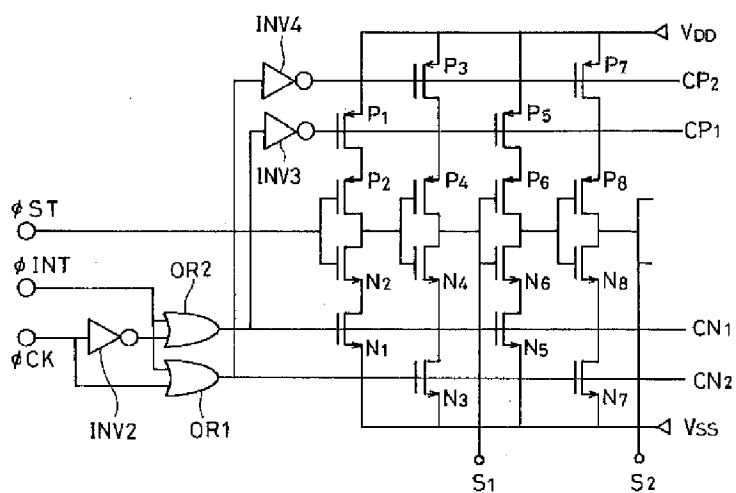 INV4
VDD
P3
P7
CP2
P1
P5
CP1
INV3
P2
P4
P6
P8
φST
φINT
OR2
N2
N4
N6
N8
φCK
N1
N5
CN1
INV2
OR1
N3
N7
CN2
VSS
S1
S2